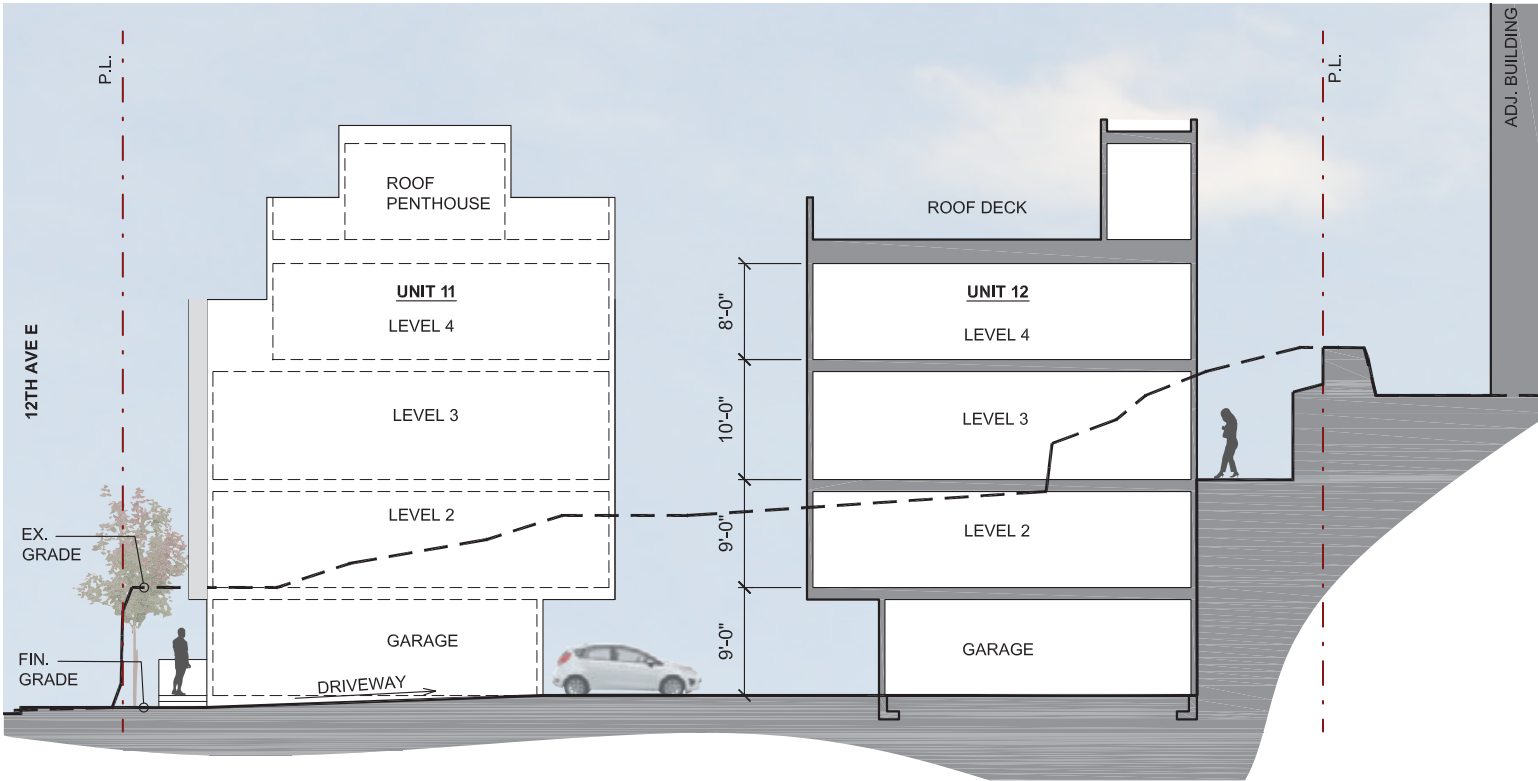 P.L.
P.L.
ADJ. BUILDING
ROOF
PENTHOUSE
ROOF DECK
UNIT 11
LEVEL 4
8'-0"
UNIT 12
LEVEL 4
12TH AVE E
LEVEL 3
10'-0"
LEVEL 3
EX.
GRADE
LEVEL 2
9'-0"
LEVEL 2
FIN.
GRADE
GARAGE
DRIVEWAY
9'-0"
GARAGE